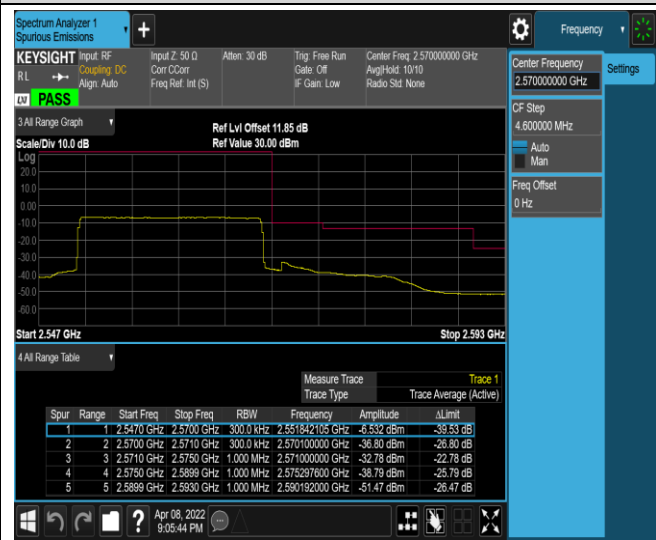 Spectrum Analyzer 1
Spurious Emissions
Frequency
KEYSIGHT
Input: RF
Coupling: DC
Align: Auto
Input Z: 50 Ω
Corr CCorr
Freq Ref: Int (S)
Atten: 30 dB
Trig: Free Run
Gate: Off
IF Gain: Low
Center Freq: 2.570000000 GHz
Avg|Hold: 10/10
Radio Std: None
R L
LXI
PASS
Center Frequency
2.570000000 GHz
Settings
CF Step
4.600000 MHz
Auto
Man
Freq Offset
0 Hz
3 All Range Graph
Scale/Div 10.0 dB
Ref Lvl Offset 11.85 dB
Ref Value 30.00 dBm
Log
20.0
10.0
0.00
-10.0
-20.0
-30.0
-40.0
-50.0
-60.0
Start 2.547 GHz
Stop 2.593 GHz
4 All Range Table
Measure Trace Trace 1
Trace Type Trace Average (Active)
Spur Range Start Freq Stop Freq RBW Frequency Amplitude ΔLimit
1 1 2.5470 GHz 2.5700 GHz 300.0 kHz 2.551842105 GHz -6.532 dBm -39.53 dB
2 2 2.5700 GHz 2.5710 GHz 300.0 kHz 2.570100000 GHz -36.80 dBm -26.80 dB
3 3 2.5710 GHz 2.5750 GHz 1.000 MHz 2.571000000 GHz -32.78 dBm -22.78 dB
4 4 2.5750 GHz 2.5899 GHz 1.000 MHz 2.575297600 GHz -38.79 dBm -25.79 dB
5 5 2.5899 GHz 2.5930 GHz 1.000 MHz 2.590192000 GHz -51.47 dBm -26.47 dB
Apr 08, 2022
9:05:44 PM